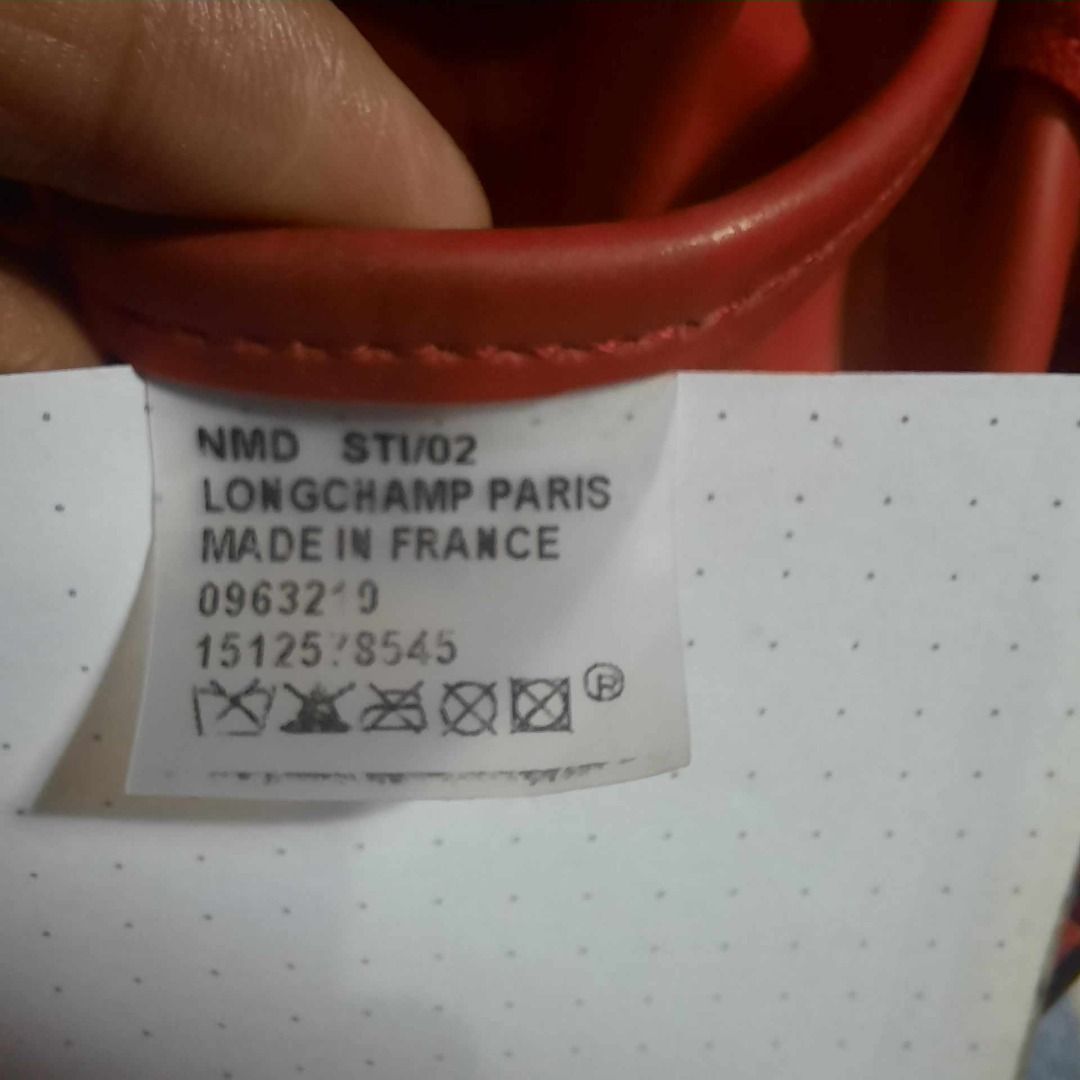 NMD STI/02
LONGCHAMP PARIS
MADE IN FRANCE